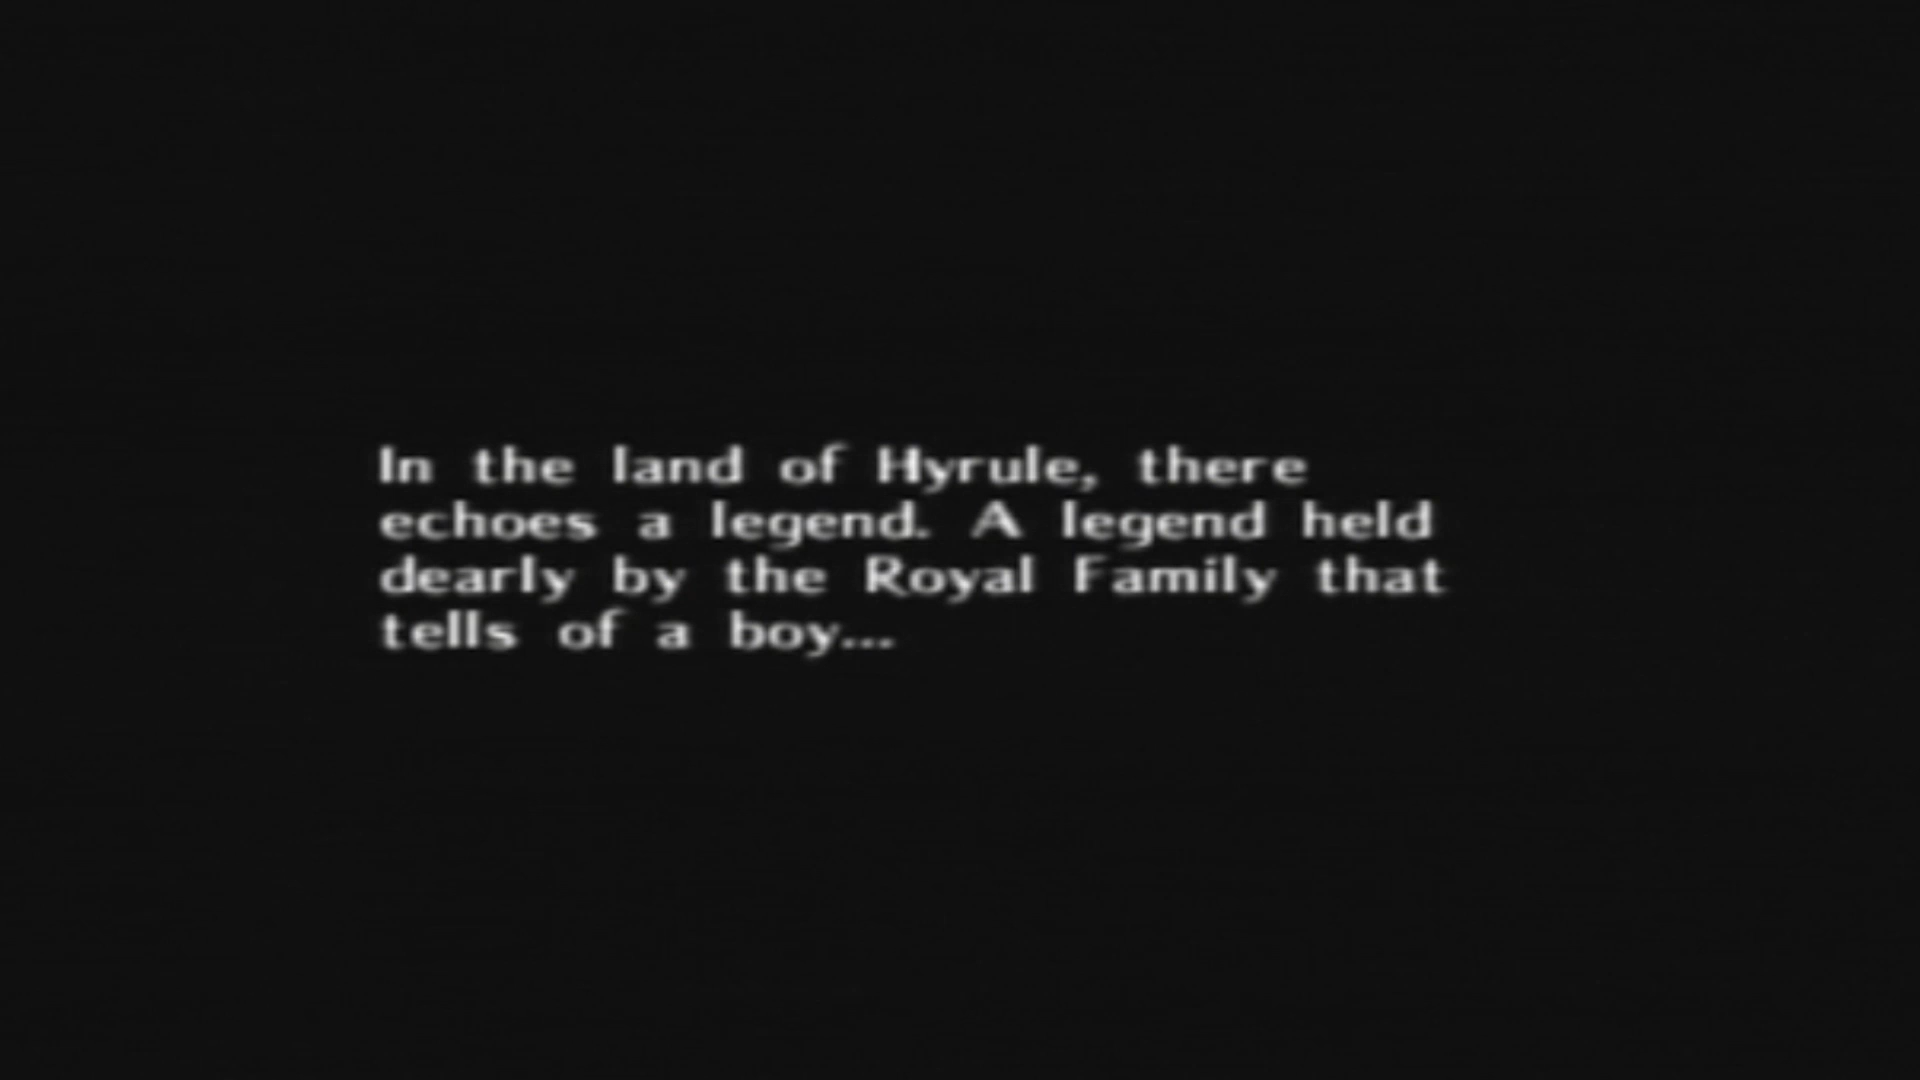 In the land of Hyrule, there
echoes a legend. A legend held
dearly by the Royal Family that
tells of a boy...